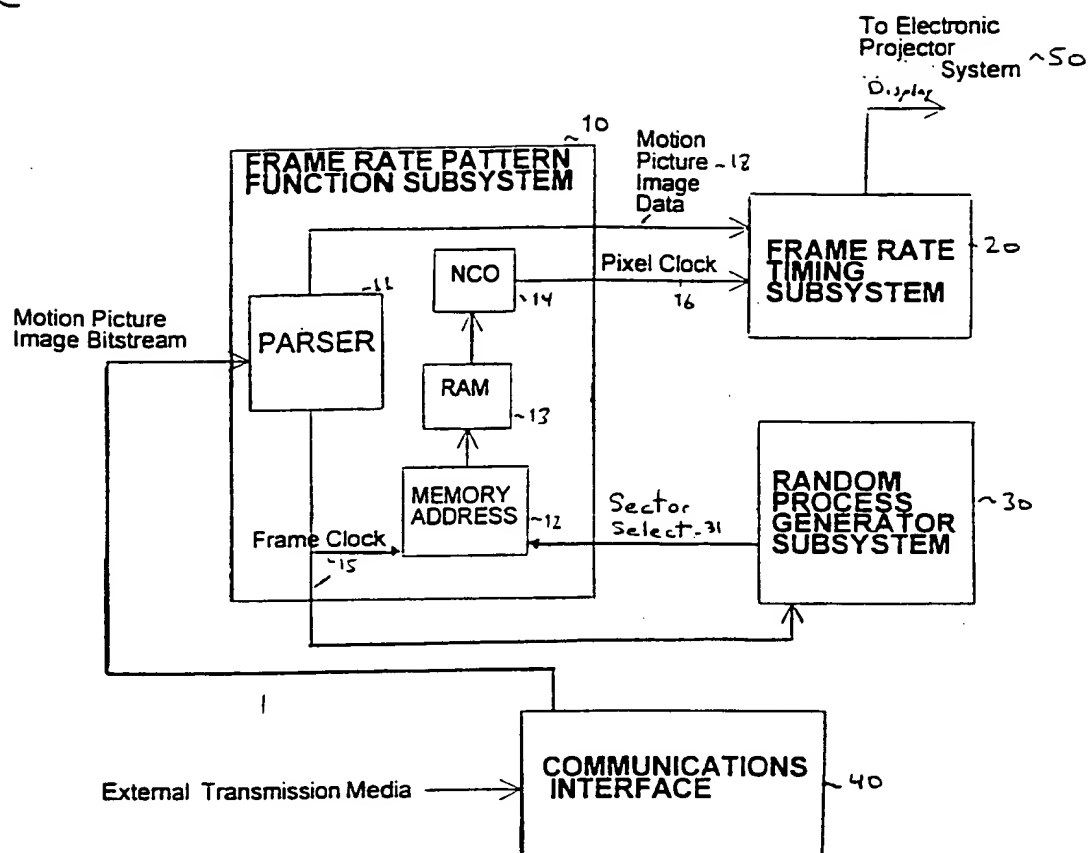 To Electronic
Projector
System ~50
Display
~10
FRAME RATE PATTERN
FUNCTION SUBSYSTEM
Motion
Picture ~18
Image
Data
FRAME RATE
TIMING
SUBSYSTEM
~20
NCO
~14
Pixel Clock
16
~11
PARSER
Motion Picture
Image Bitstream
RAM
~13
MEMORY
ADDRESS
~12
Sector
Select ~31
RANDOM
PROCESS
GENERATOR
SUBSYSTEM
~30
Frame Clock
~15
External Transmission Media
COMMUNICATIONS
INTERFACE
~40